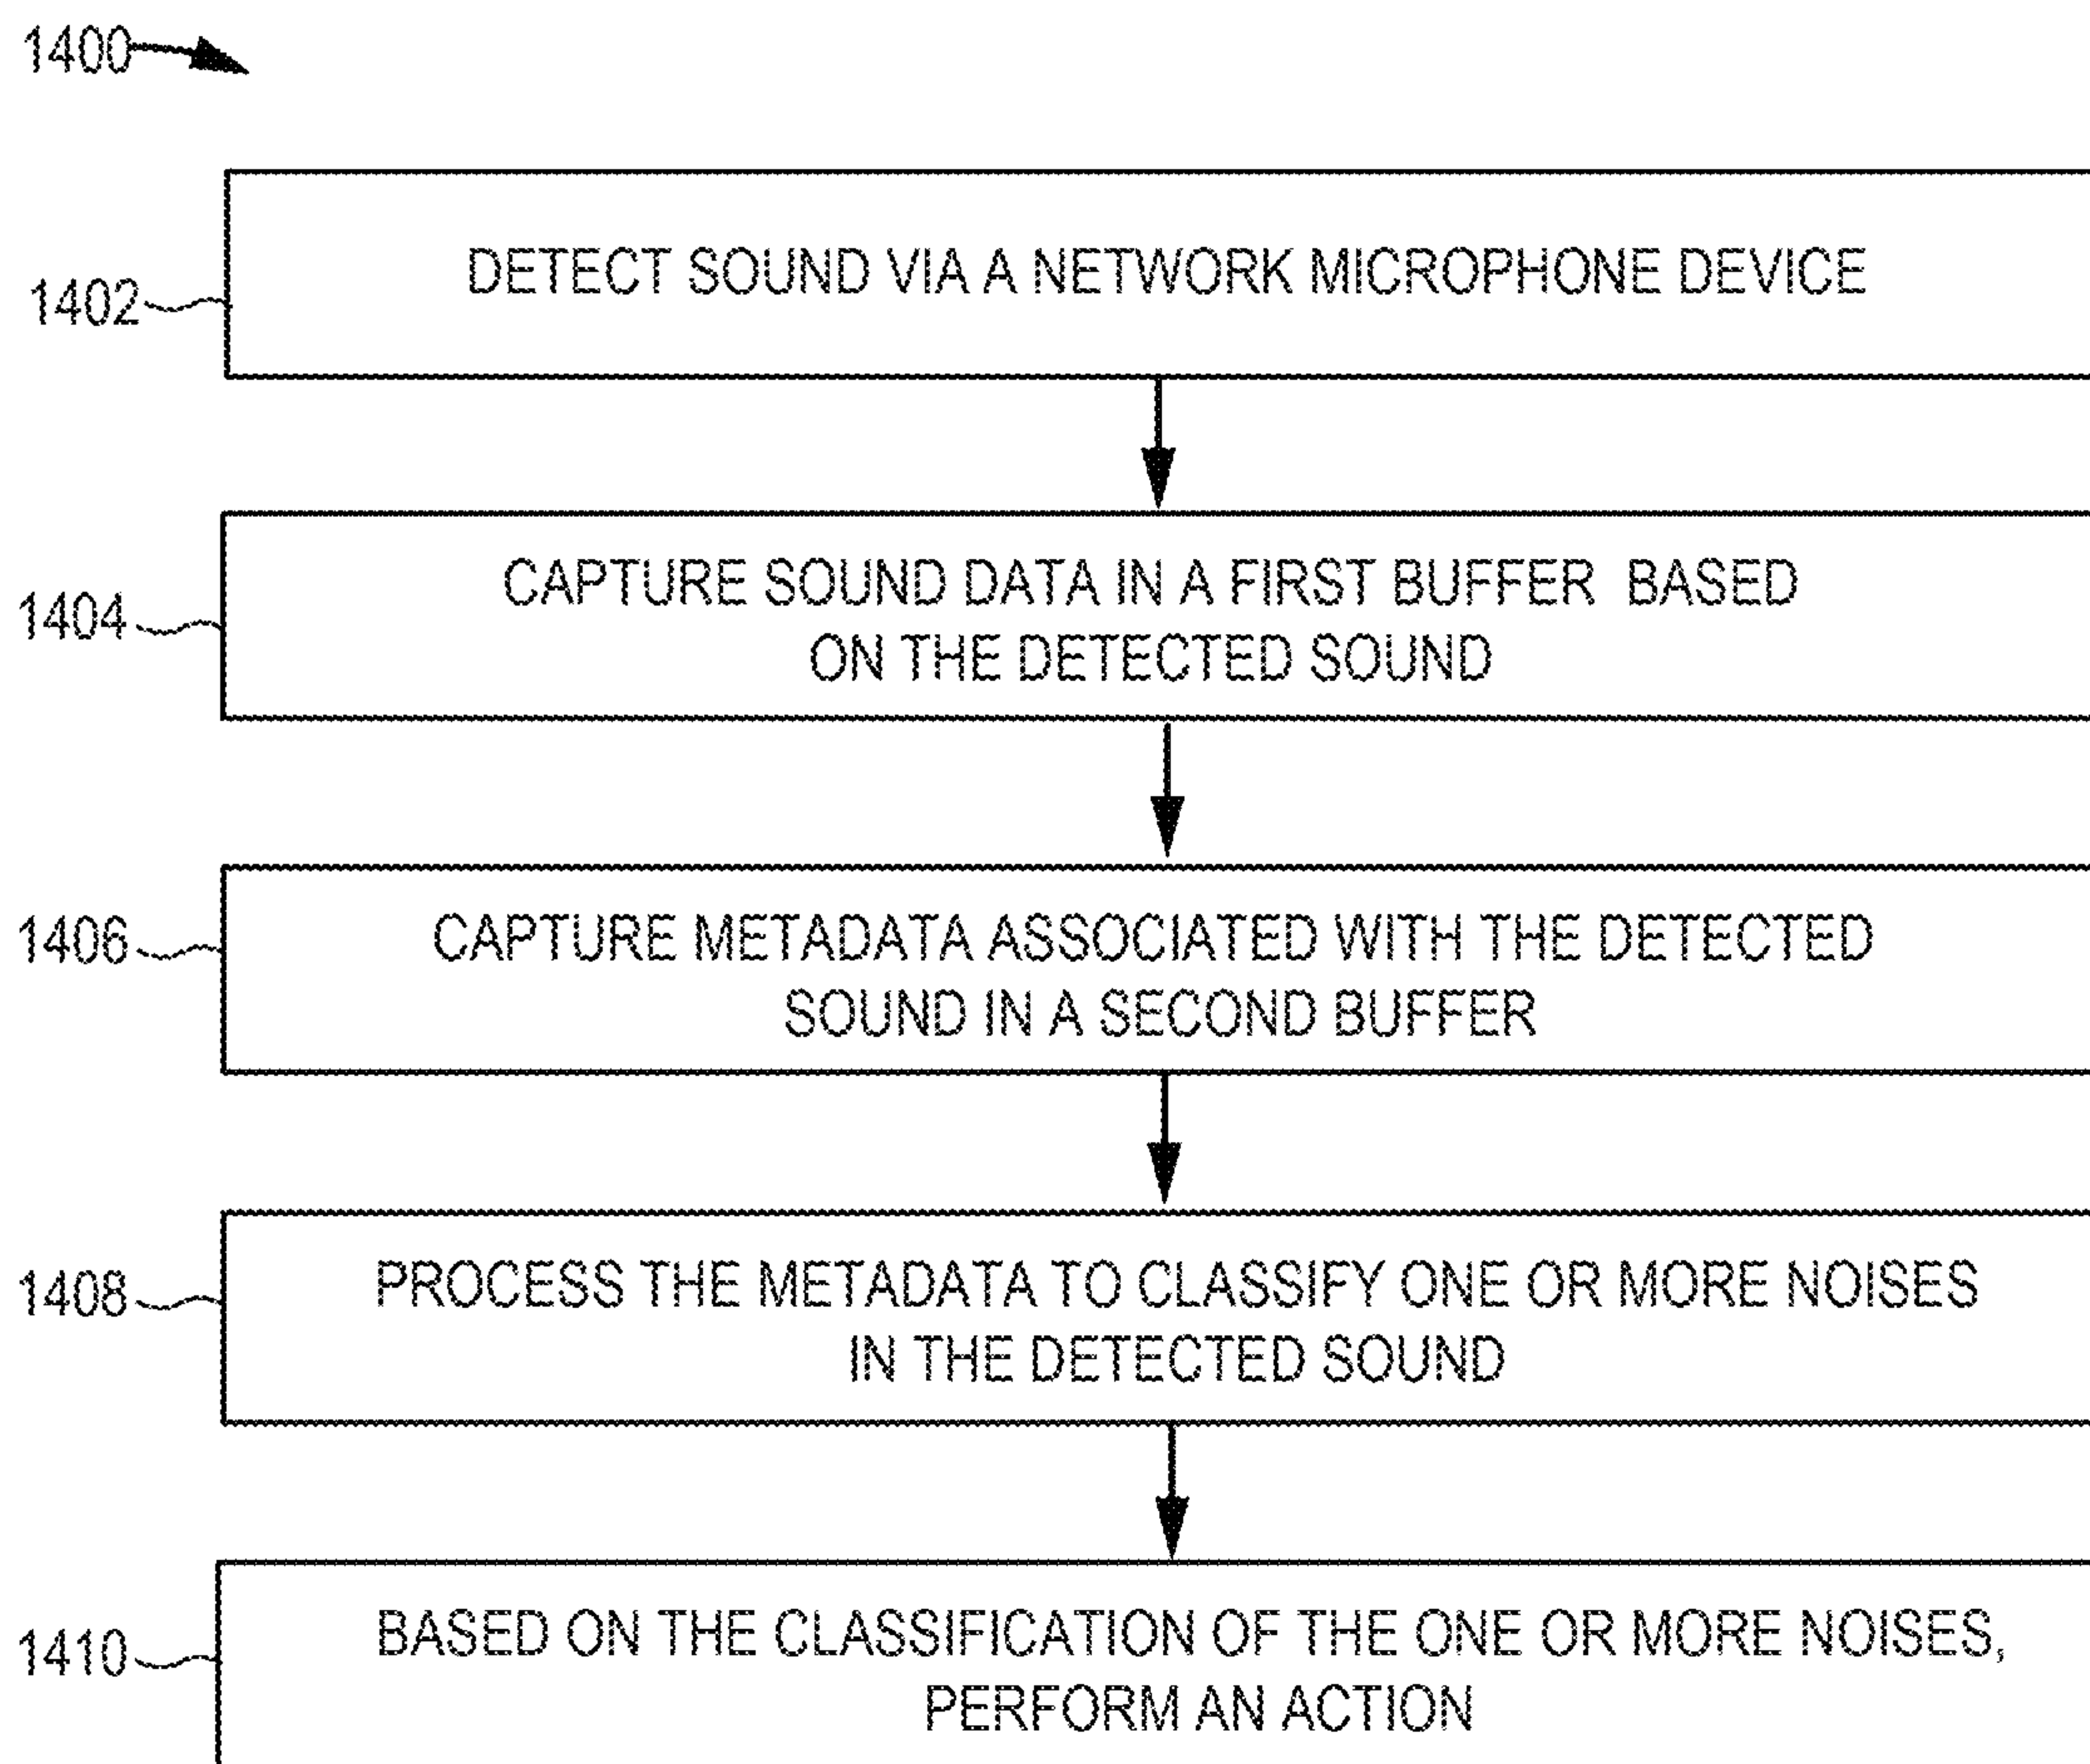 1400
1402
DETECT SOUND VIA A NETWORK MICROPHONE DEVICE
1404
CAPTURE SOUND DATA IN A FIRST BUFFER BASED
ON THE DETECTED SOUND
1406
CAPTURE METADATA ASSOCIATED WITH THE DETECTED
SOUND IN A SECOND BUFFER
1408
PROCESS THE METADATA TO CLASSIFY ONE OR MORE NOISES
IN THE DETECTED SOUND
1410
BASED ON THE CLASSIFICATION OF THE ONE OR MORE NOISES,
PERFORM AN ACTION